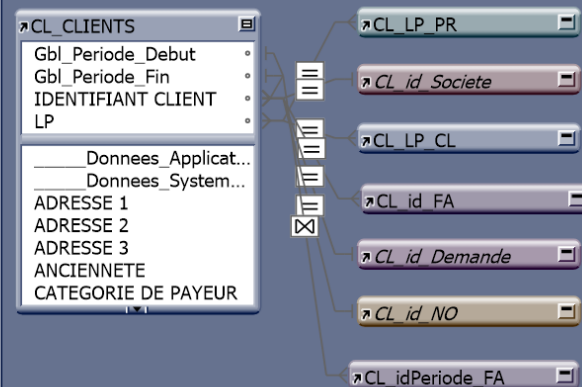 CL_CLIENTS
Gbl_Periode_Debut
Gbl_Periode_Fin
IDENTIFIANT CLIENT
LP
_____Donnees_Applicat...
_____Donnees_System...
ADRESSE 1
ADRESSE 2
ADRESSE 3
ANCIENNETE
CATEGORIE DE PAYEUR
CL_LP_PR
CL_id_Societe
CL_LP_CL
CL_id_FA
CL_id_Demande
CL_id_NO
CL_idPeriode_FA